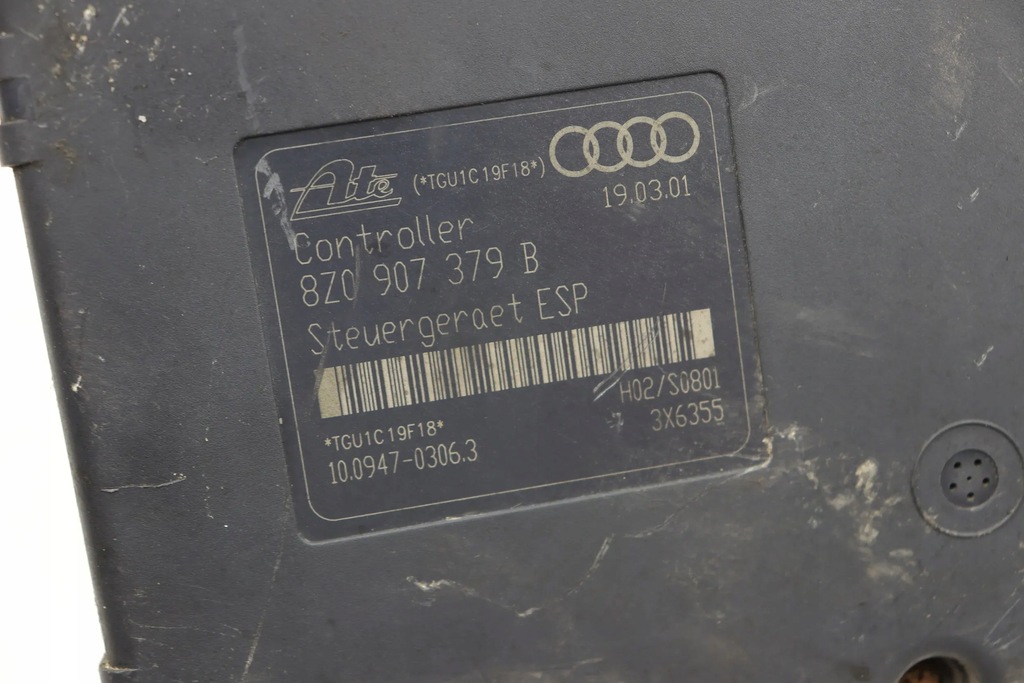 Ate (*TGU1C19F18*)
19.03.01
Controller
8Z0 907 379 B
Steuergeraet ESP
H02/S0801
*TGU1C19F18* 3X6355
10.0947-0306.3